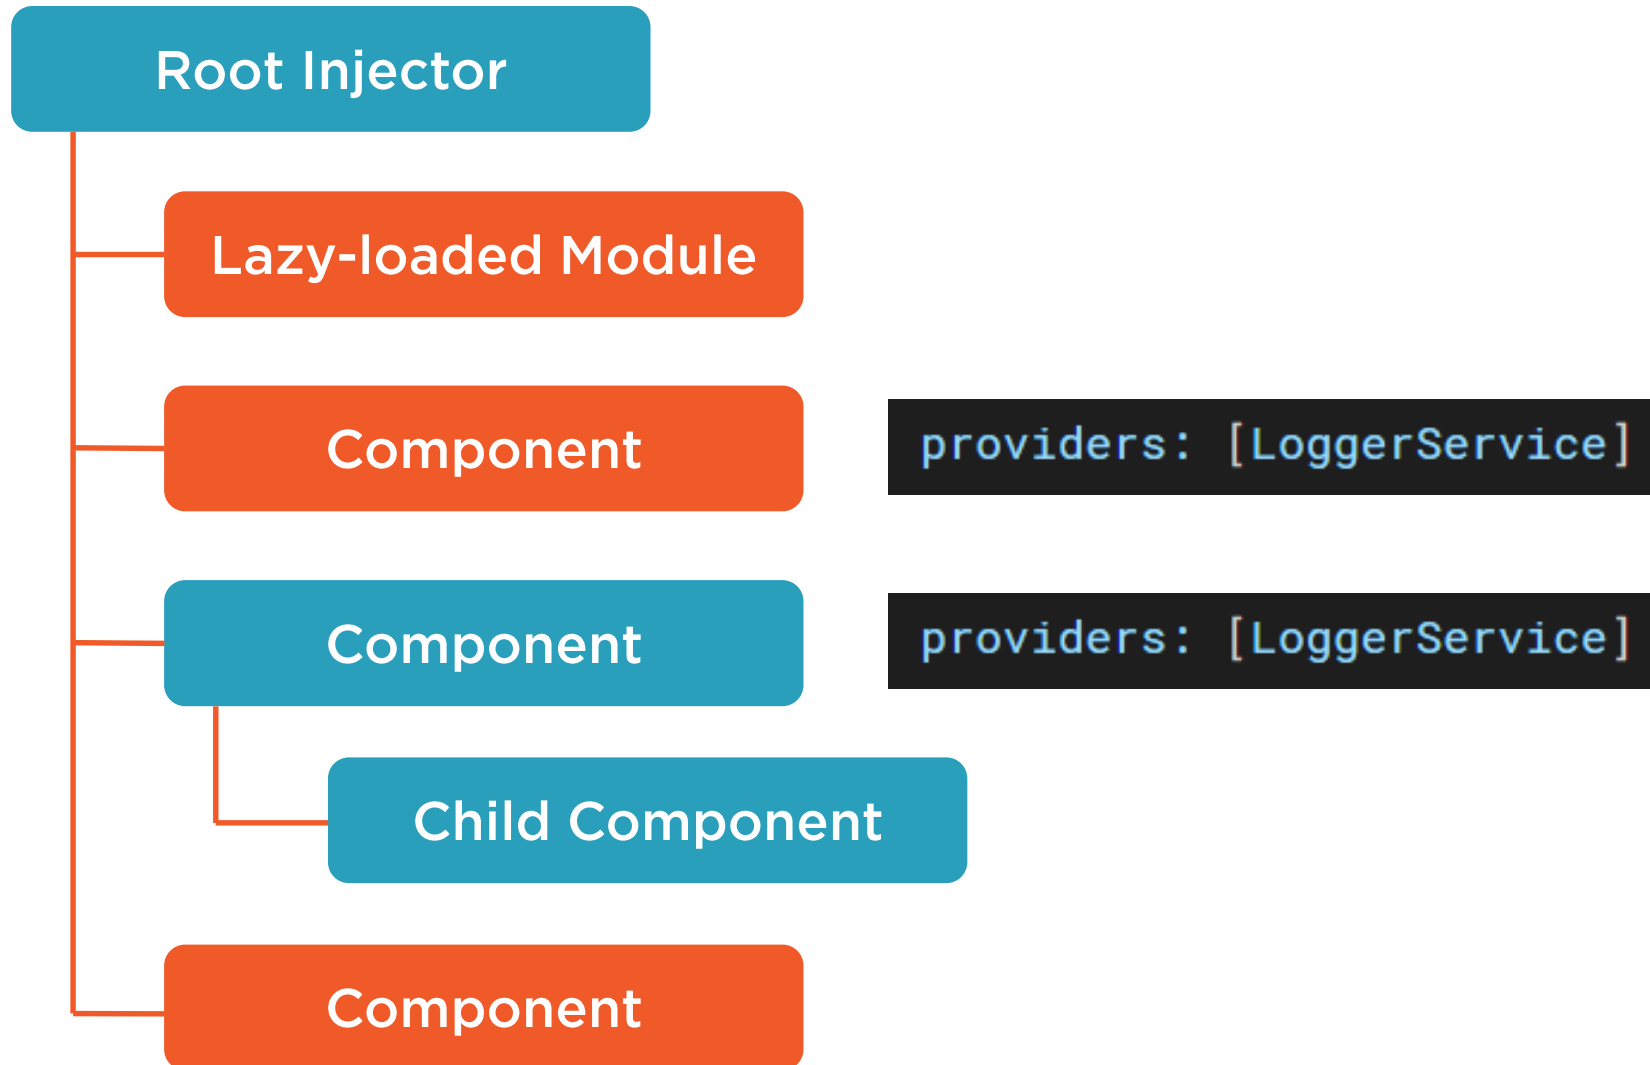 Root Injector
Lazy-loaded Module
Component
providers: [LoggerService]
Component
providers: [LoggerService]
Child Component
Component